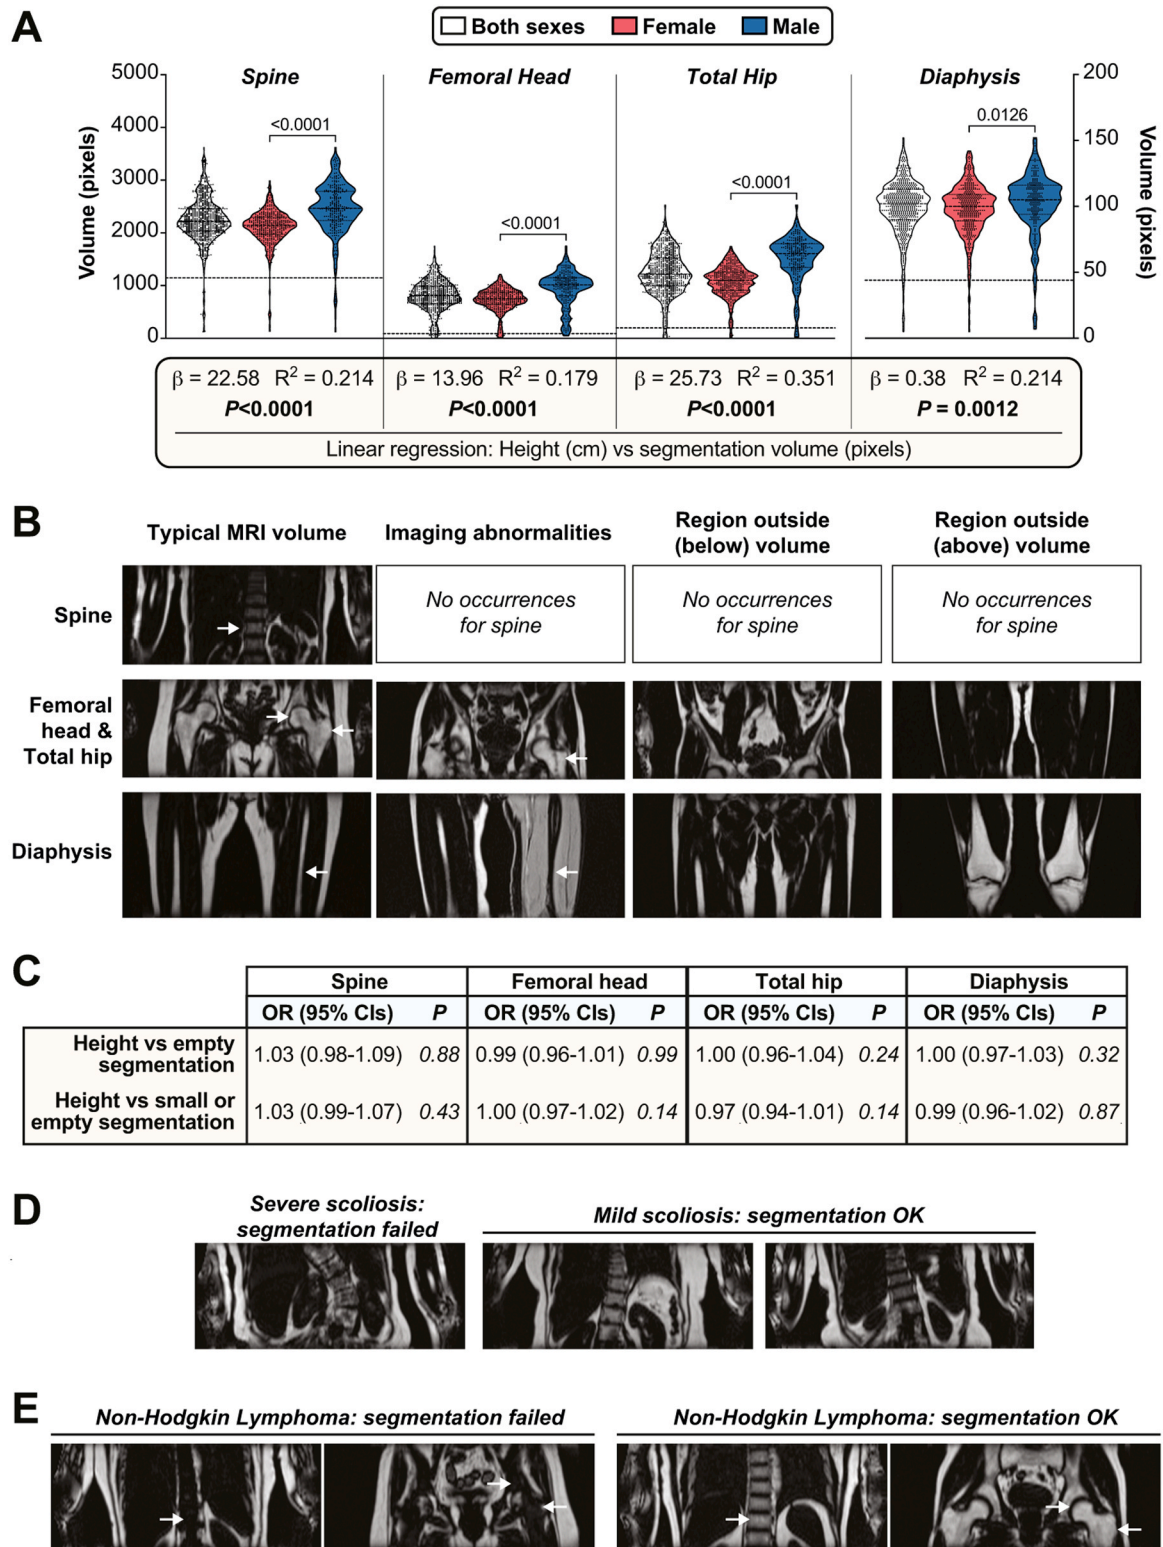 A
Both sexes Female Male
Spine Femoral Head Total Hip Diaphysis
Volume (pixels)
5000
4000
3000
2000
1000
0
<0.0001
<0.0001
<0.0001
0.0126
200
150
100
50
0
Volume (pixels)
β = 22.58 R² = 0.214 β = 13.96 R² = 0.179 β = 25.73 R² = 0.351 β = 0.38 R² = 0.214
P<0.0001 P<0.0001 P<0.0001 P = 0.0012
Linear regression: Height (cm) vs segmentation volume (pixels)
B
Typical MRI volume Imaging abnormalities Region outside (below) volume Region outside (above) volume
Spine
No occurrences
for spine
No occurrences
for spine
No occurrences
for spine
Femoral
head &
Total hip
Diaphysis
C
Spine Femoral head Total hip Diaphysis
OR (95% CIs) P OR (95% CIs) P OR (95% CIs) P OR (95% CIs) P
Height vs empty
segmentation
1.03 (0.98-1.09) 0.88 0.99 (0.96-1.01) 0.99 1.00 (0.96-1.04) 0.24 1.00 (0.97-1.03) 0.32
Height vs small or
empty segmentation
1.03 (0.99-1.07) 0.43 1.00 (0.97-1.02) 0.14 0.97 (0.94-1.01) 0.14 0.99 (0.96-1.02) 0.87
D
Severe scoliosis:
segmentation failed
Mild scoliosis: segmentation OK
E
Non-Hodgkin Lymphoma: segmentation failed
Non-Hodgkin Lymphoma: segmentation OK